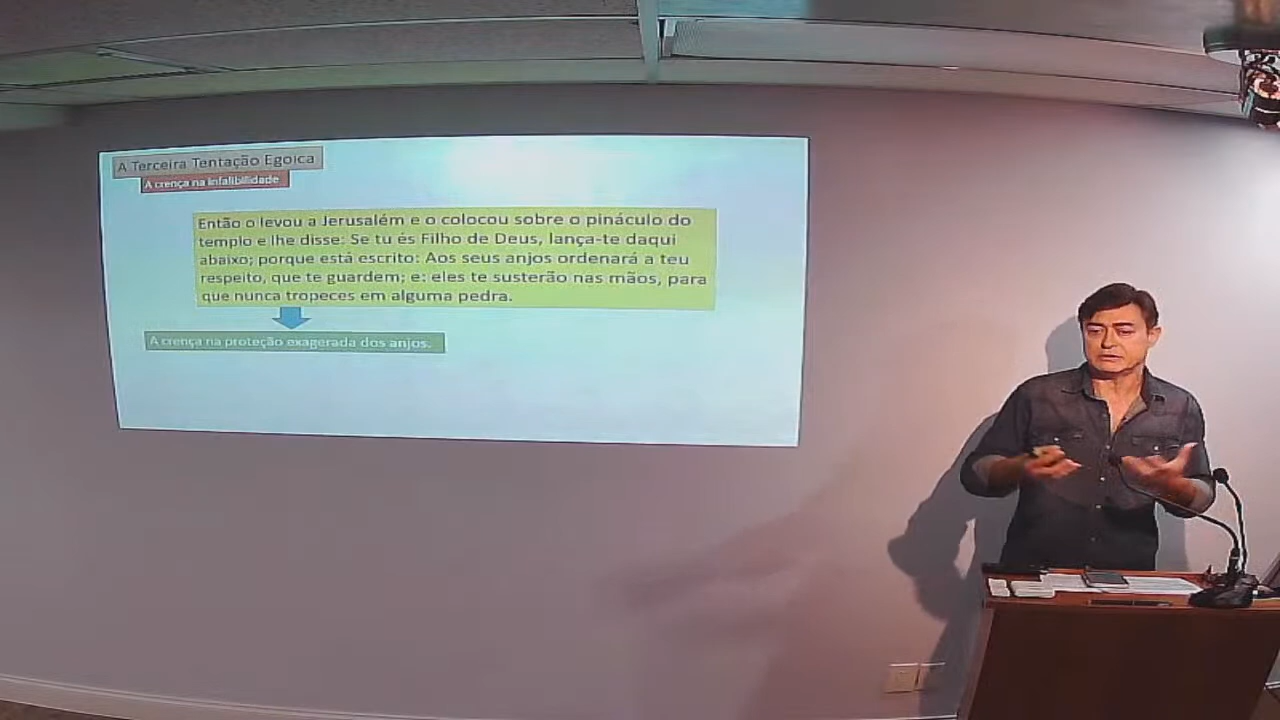 A Terceira Tentação Egoica
A crença na infalibilidade
Então o levou a Jerusalém e o colocou sobre o pináculo do
templo e lhe disse: Se tu és Filho de Deus, lança-te daqui
abaixo; porque está escrito: Aos seus anjos ordenará a teu
respeito, que te guardem; e: eles te susterão nas mãos, para
que nunca tropeces em alguma pedra.
A crença na proteção exagerada dos anjos.